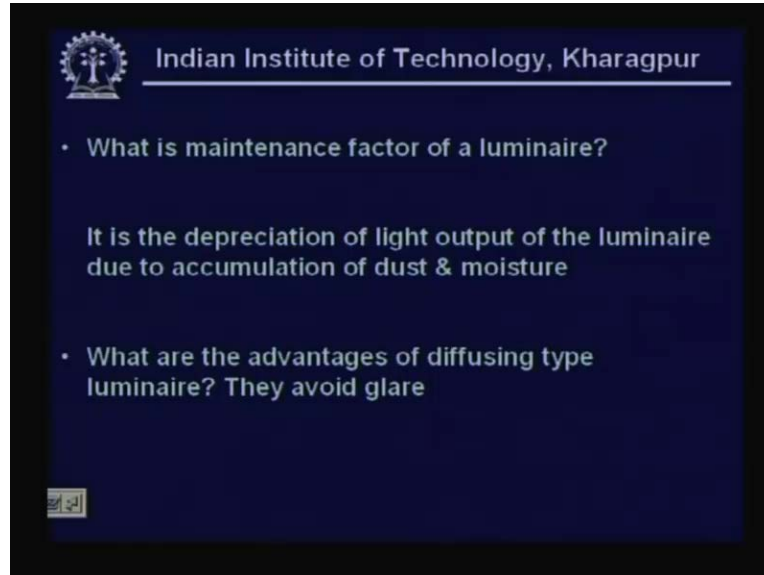 Indian Institute of Technology, Kharagpur
• What is maintenance factor of a luminaire?
It is the depreciation of light output of the luminaire
due to accumulation of dust & moisture
• What are the advantages of diffusing type
luminaire? They avoid glare